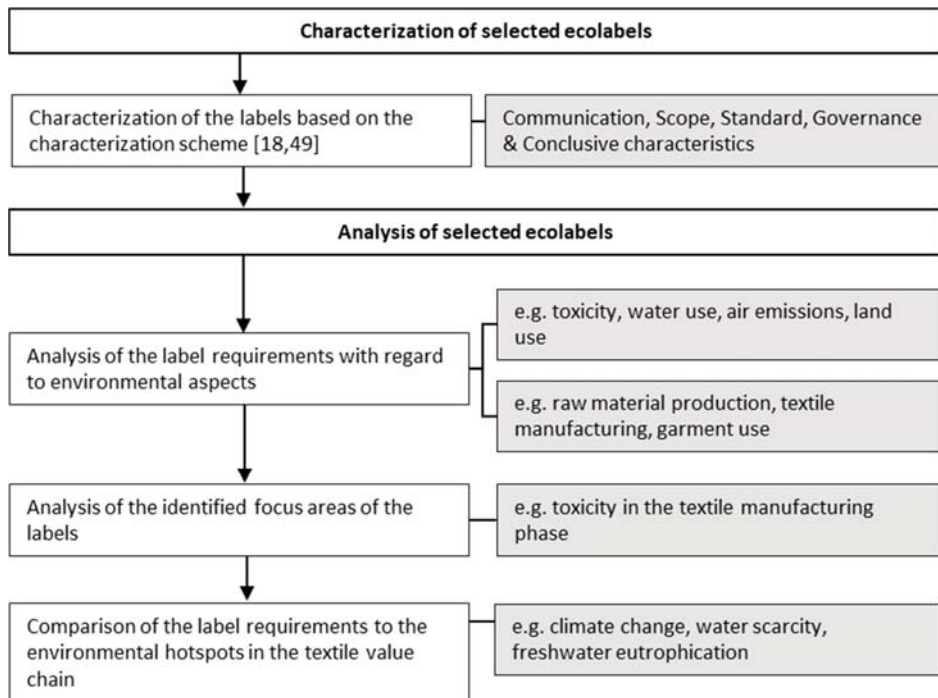 Characterization of selected ecolabels
Characterization of the labels based on the
characterization scheme [18,49]
Communication, Scope, Standard, Governance
& Conclusive characteristics
Analysis of selected ecolabels
Analysis of the label requirements with regard
to environmental aspects
e.g. toxicity, water use, air emissions, land
use
e.g. raw material production, textile
manufacturing, garment use
Analysis of the identified focus areas of the
labels
e.g. toxicity in the textile manufacturing
phase
Comparison of the label requirements to the
environmental hotspots in the textile value
chain
e.g. climate change, water scarcity,
freshwater eutrophication